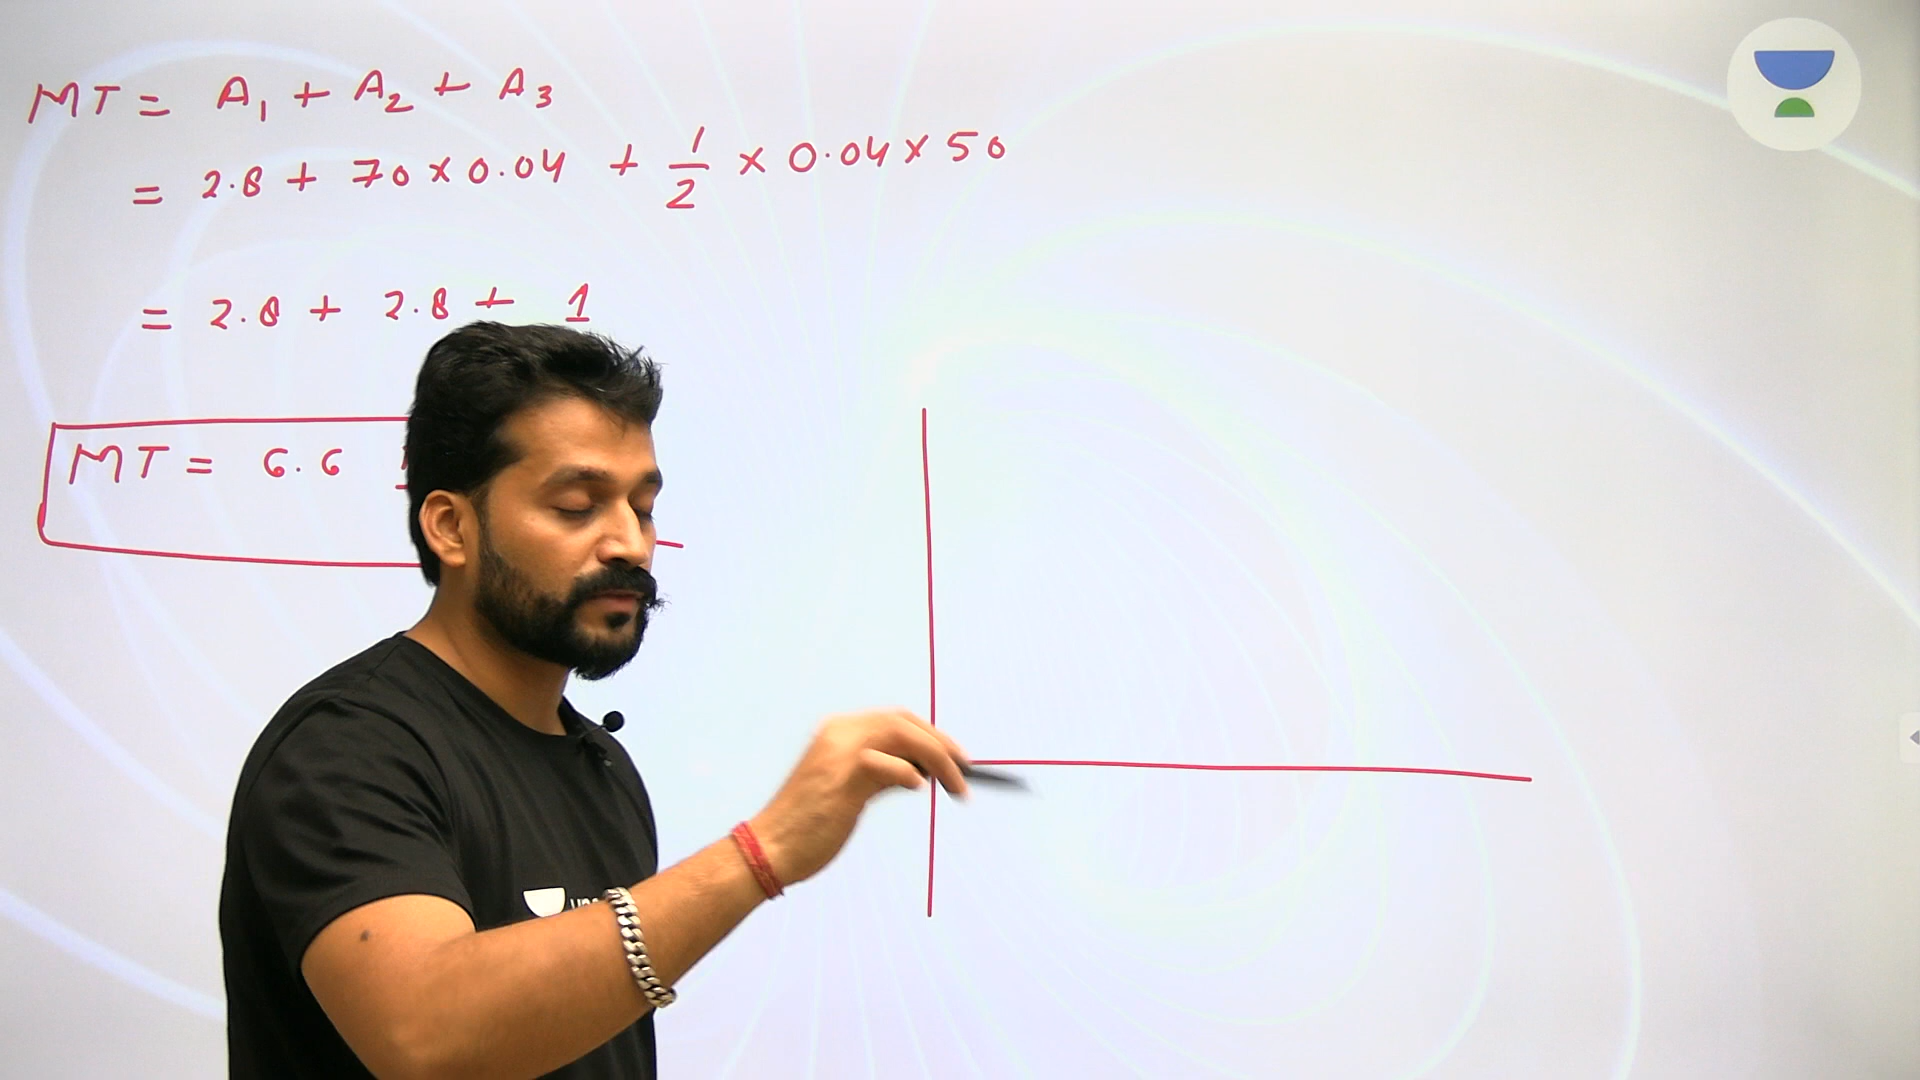 MT = A₁ + A₂ + A₃
= 2.8 + 70 × 0.04 + 1/2 × 0.04 × 50
= 2.8 + 2.8 + 1
MT = 6.6